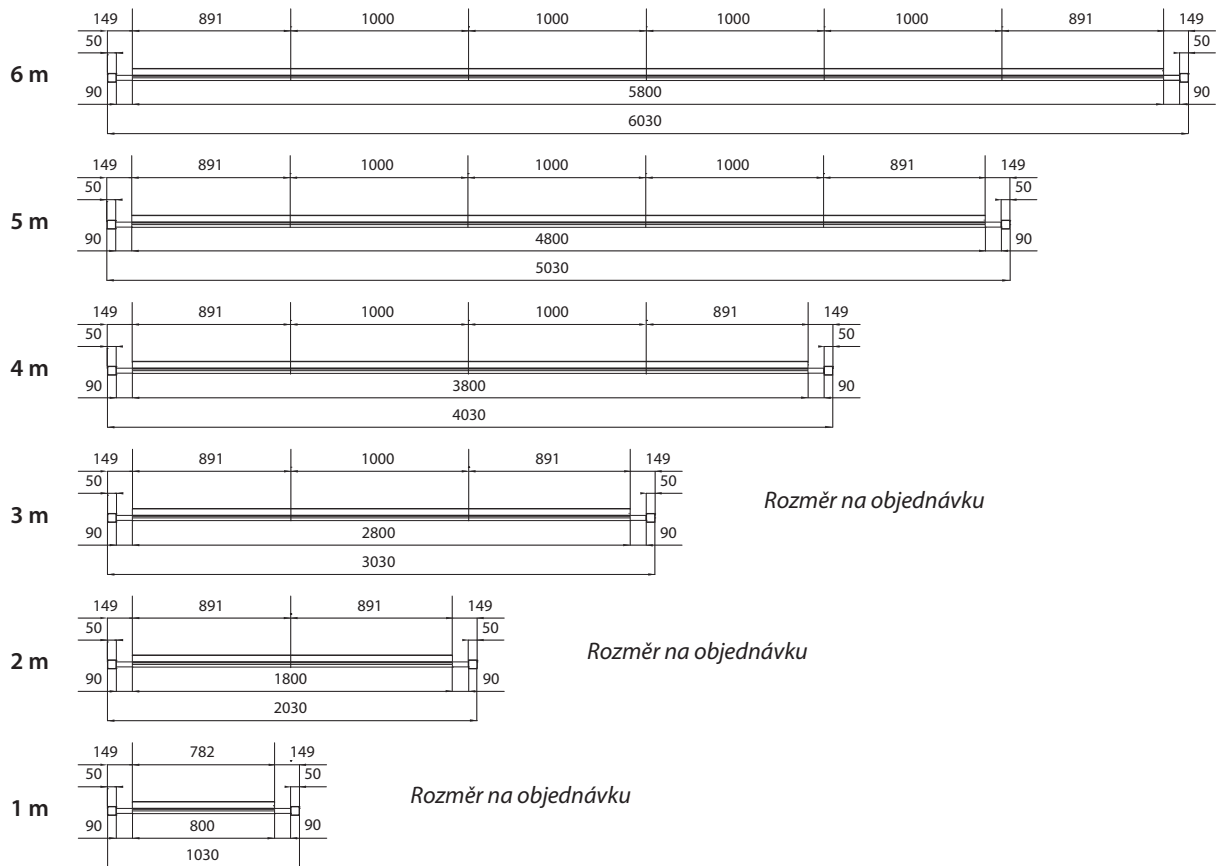 149 891 1000 1000 1000 1000 891 149
50 50
6 m
90 5800 90
6030
149 891 1000 1000 1000 891 149
50 50
5 m
90 4800 90
5030
149 891 1000 1000 891 149
50 50
4 m
90 3800 90
4030
149 891 1000 891 149
50 50
3 m Rozměr na objednávku
90 2800 90
3030
149 891 891 149
50 50
2 m Rozměr na objednávku
90 1800 90
2030
149 782 149
50 50
1 m Rozměr na objednávku
90 800 90
1030